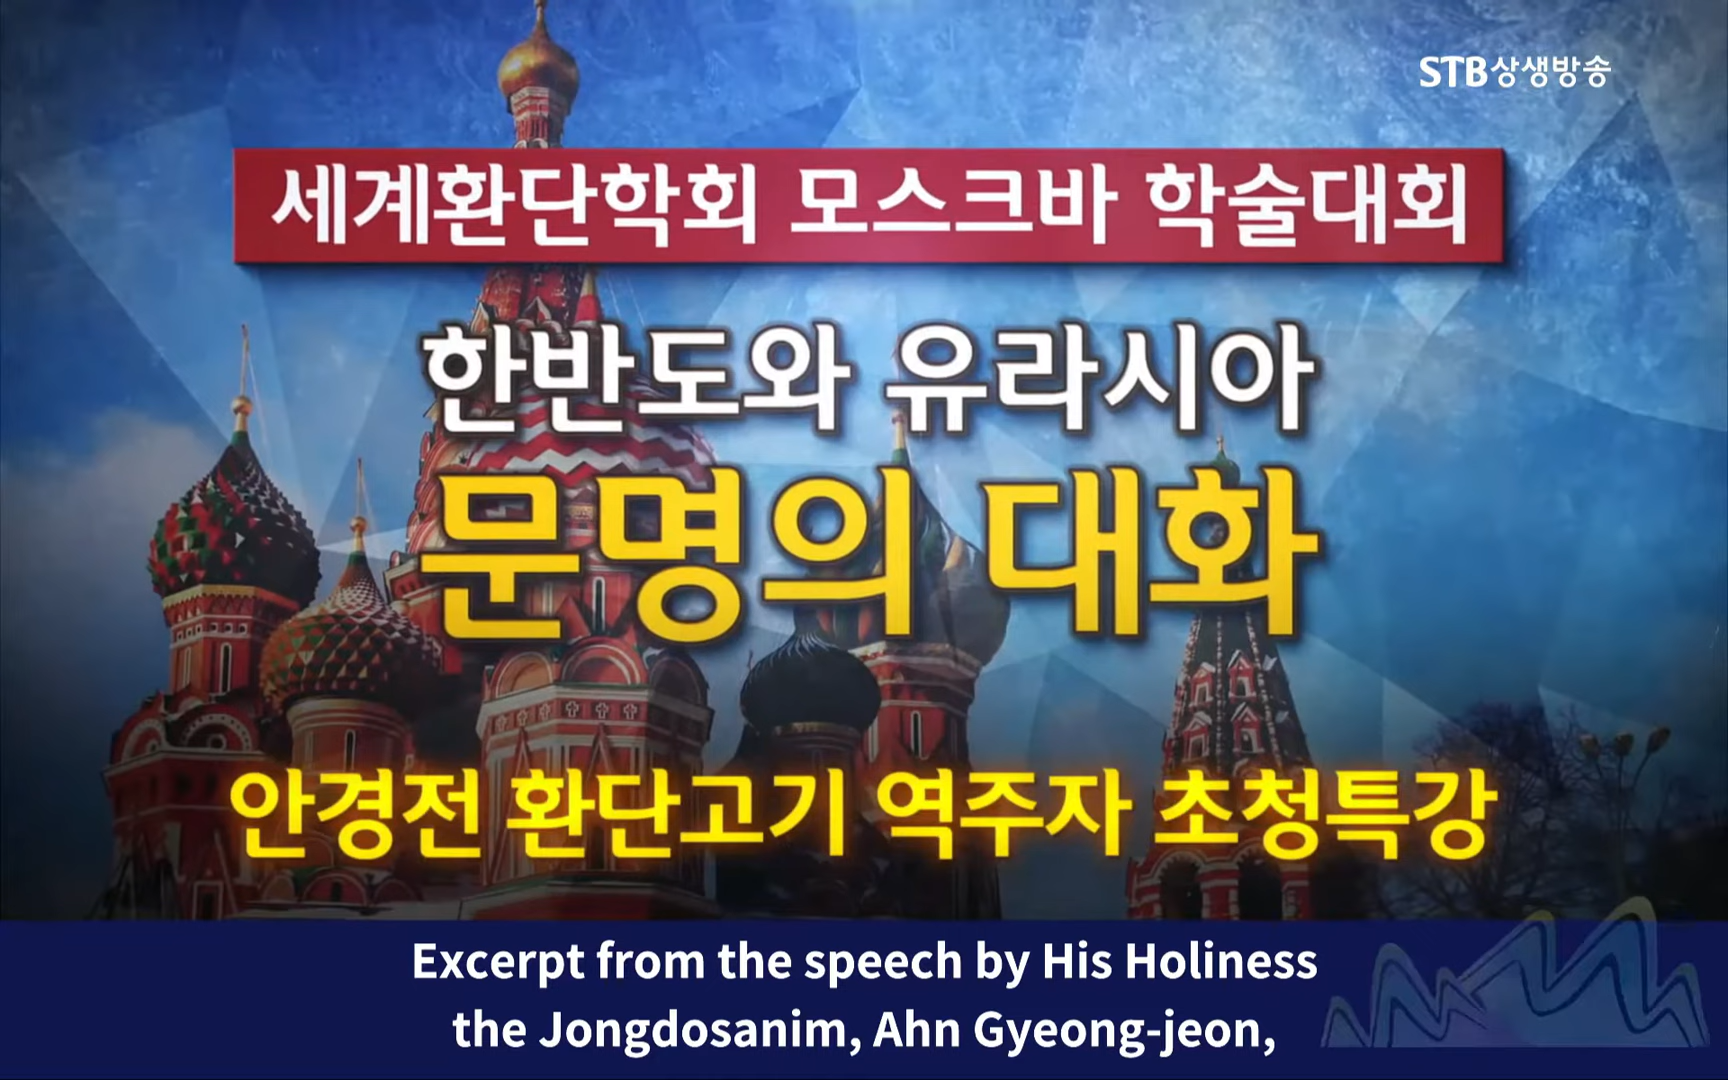 STB상생방송
세계환단학회 모스크바 학술대회
한반도와 유라시아
문명의 대화
안경전 환단고기 역주자 초청특강
Excerpt from the speech by His Holiness
the Jongdosanim, Ahn Gyeong-jeon,